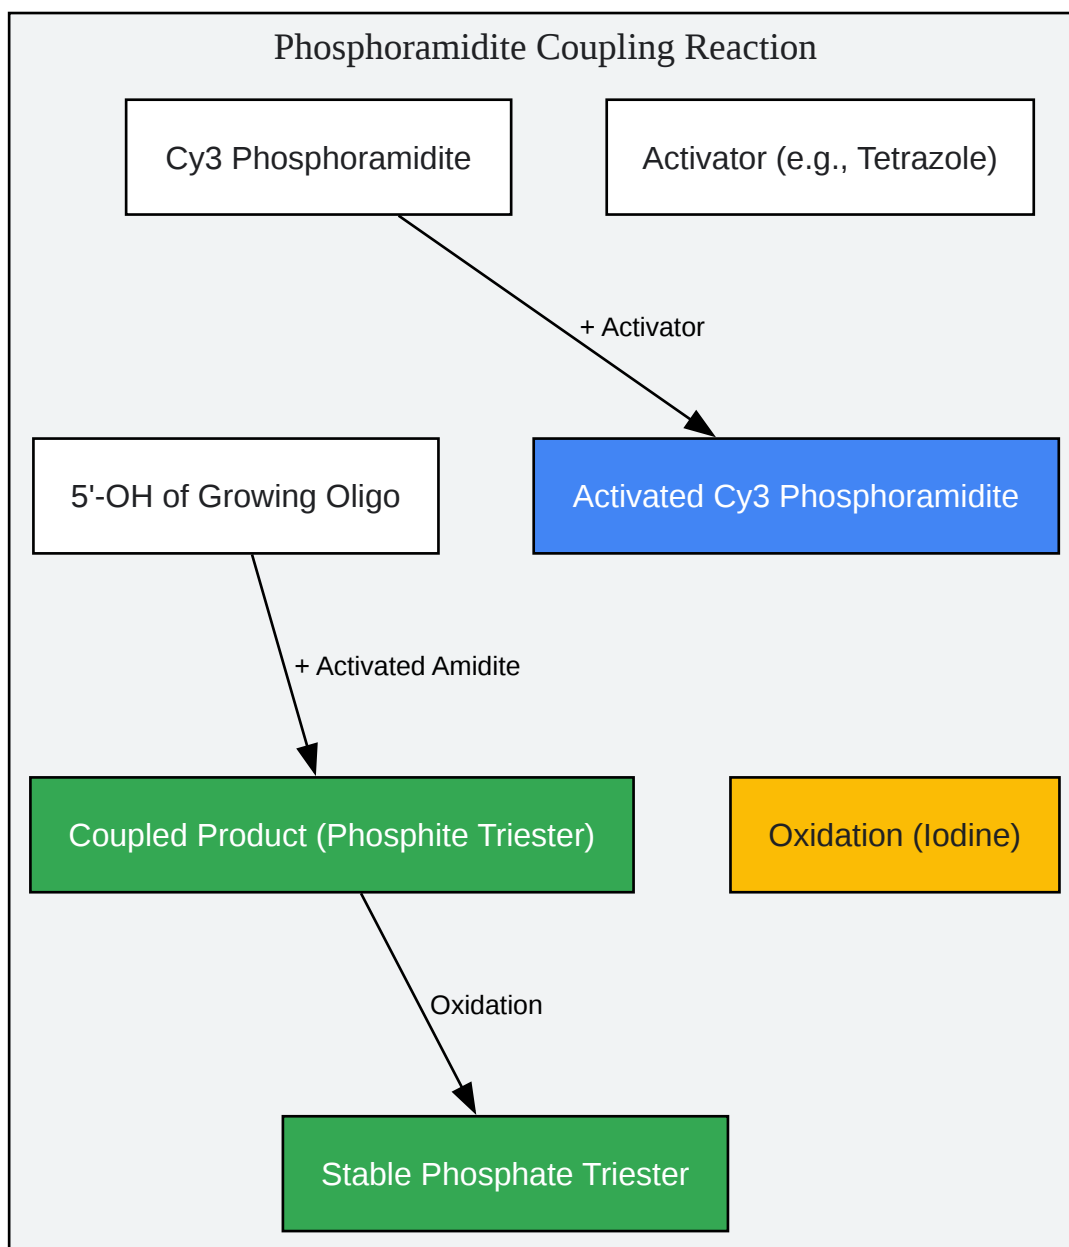 Phosphoramidite Coupling Reaction
Cy3 Phosphoramidite
Activator (e.g., Tetrazole)
+ Activator
5'-OH of Growing Oligo
Activated Cy3 Phosphoramidite
+ Activated Amidite
Coupled Product (Phosphite Triester)
Oxidation (Iodine)
Oxidation
Stable Phosphate Triester